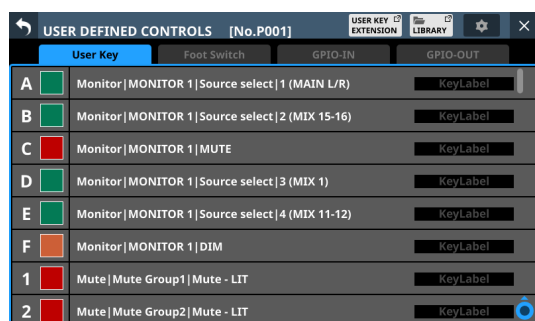 USER DEFINED CONTROLS [No.P001] USER KEY EXTENSION LIBRARY
User Key Foot Switch GPIO-IN GPIO-OUT
A Monitor|MONITOR 1|Source select|1 (MAIN L/R) KeyLabel
B Monitor|MONITOR 1|Source select|2 (MIX 15-16) KeyLabel
C Monitor|MONITOR 1|MUTE KeyLabel
D Monitor|MONITOR 1|Source select|3 (MIX 1) KeyLabel
E Monitor|MONITOR 1|Source select|4 (MIX 11-12) KeyLabel
F Monitor|MONITOR 1|DIM KeyLabel
1 Mute|Mute Group1|Mute - LIT KeyLabel
2 Mute|Mute Group2|Mute - LIT KeyLabel